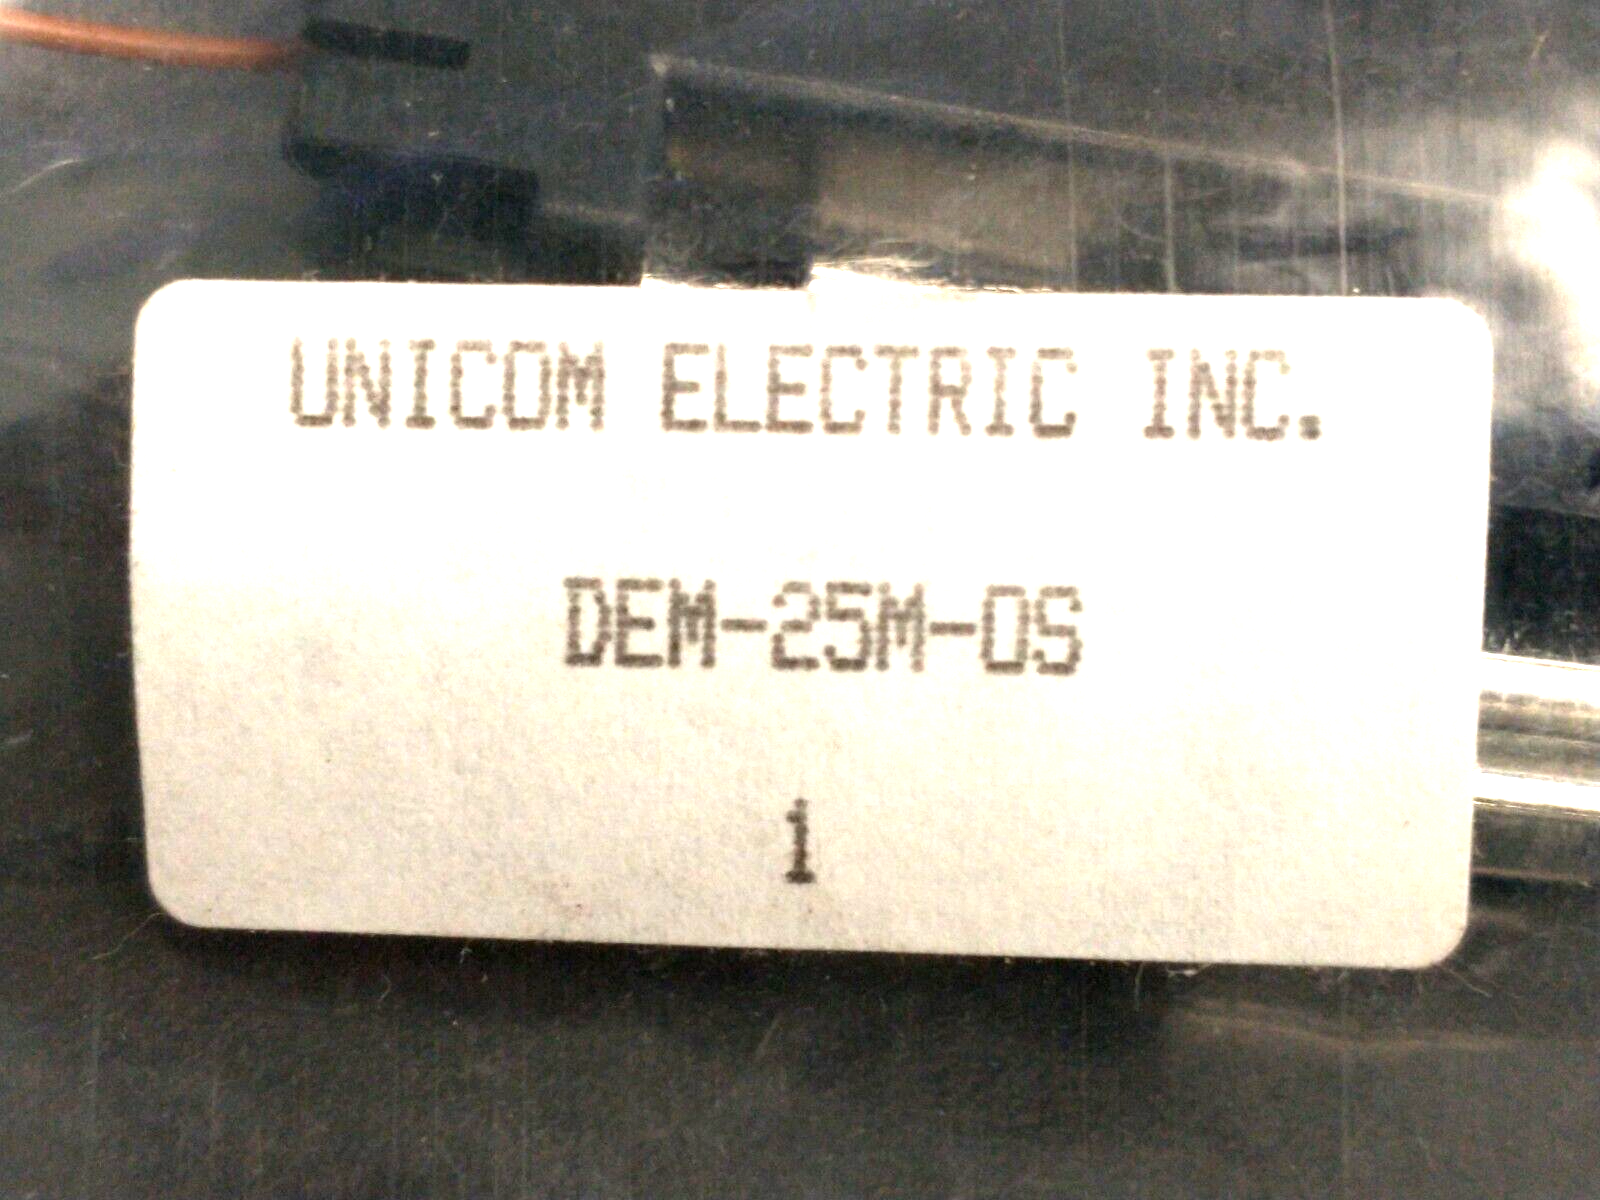 UNICOM ELECTRIC INC.
DEM-25M-OS
1